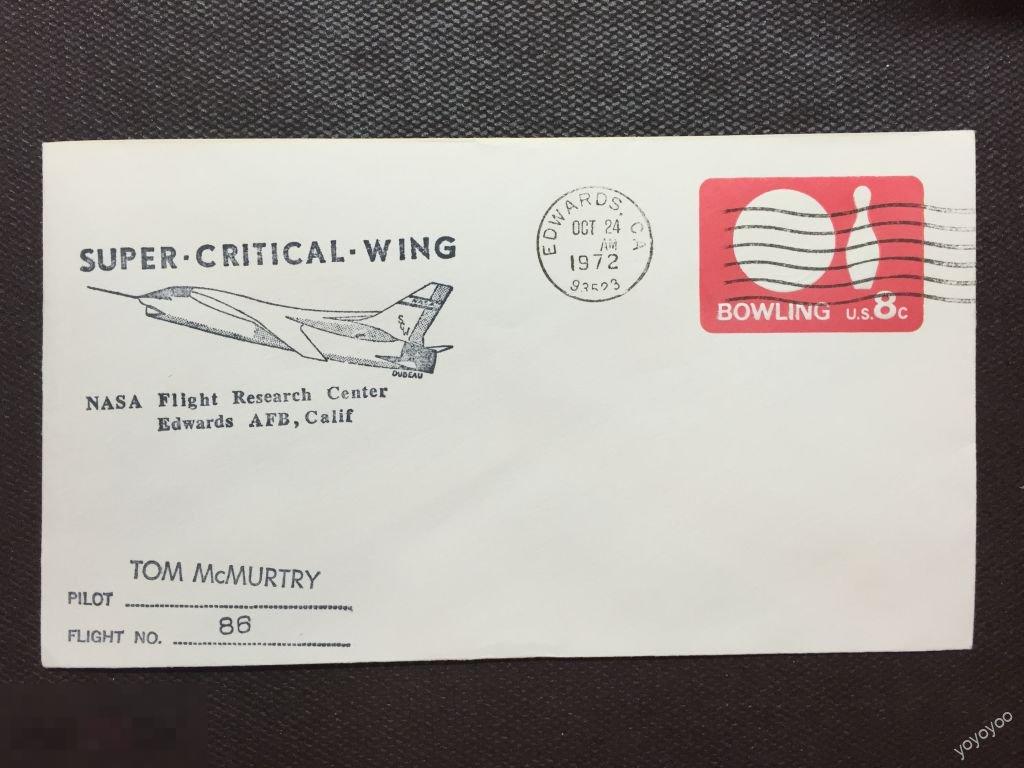 SUPER·CRITICAL·WING
NASA
SCW
DUBEAU
NASA Flight Research Center
Edwards AFB, Calif
EDWARDS, CA
OCT 24
AM
1972
93523
BOWLING U.S. 8c
TOM McMURTRY
PILOT
86
FLIGHT NO.
yoyoyoo